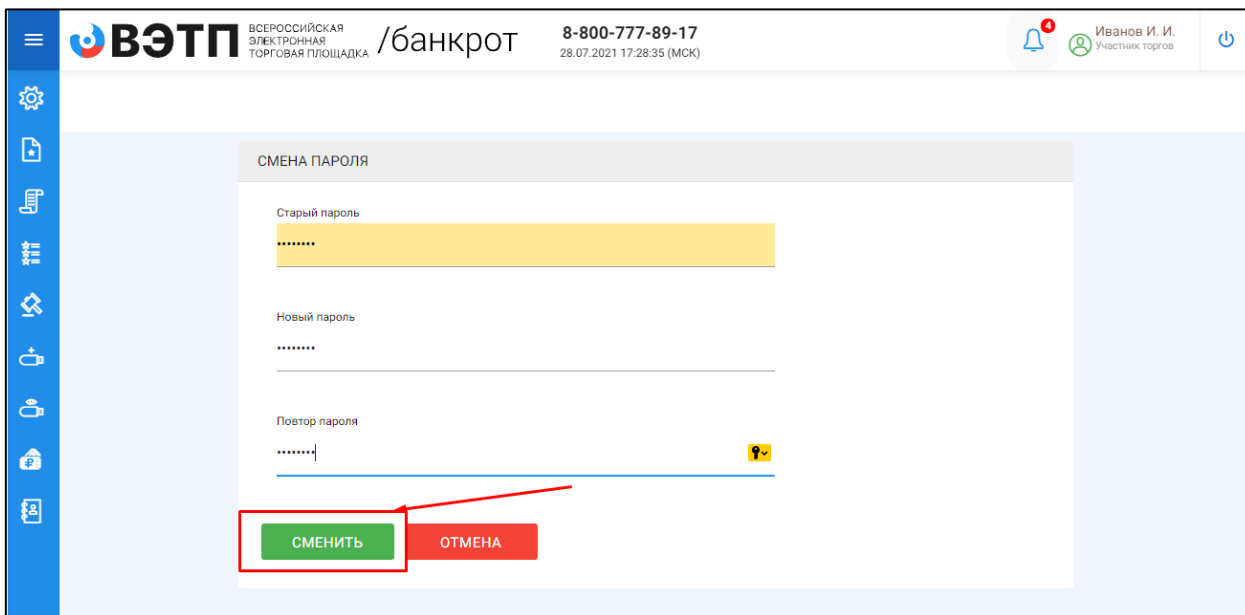 ВЭТП
ВСЕРОССИЙСКАЯ
ЭЛЕКТРОННАЯ
ТОРГОВАЯ ПЛОЩАДКА
/банкрот
8-800-777-89-17
28.07.2021 17:28:35 (МСК)
4
Иванов И. И.
Участник торгов
СМЕНА ПАРОЛЯ
Старый пароль
••••••••
Новый пароль
••••••••
Повтор пароля
••••••••
СМЕНИТЬ
ОТМЕНА